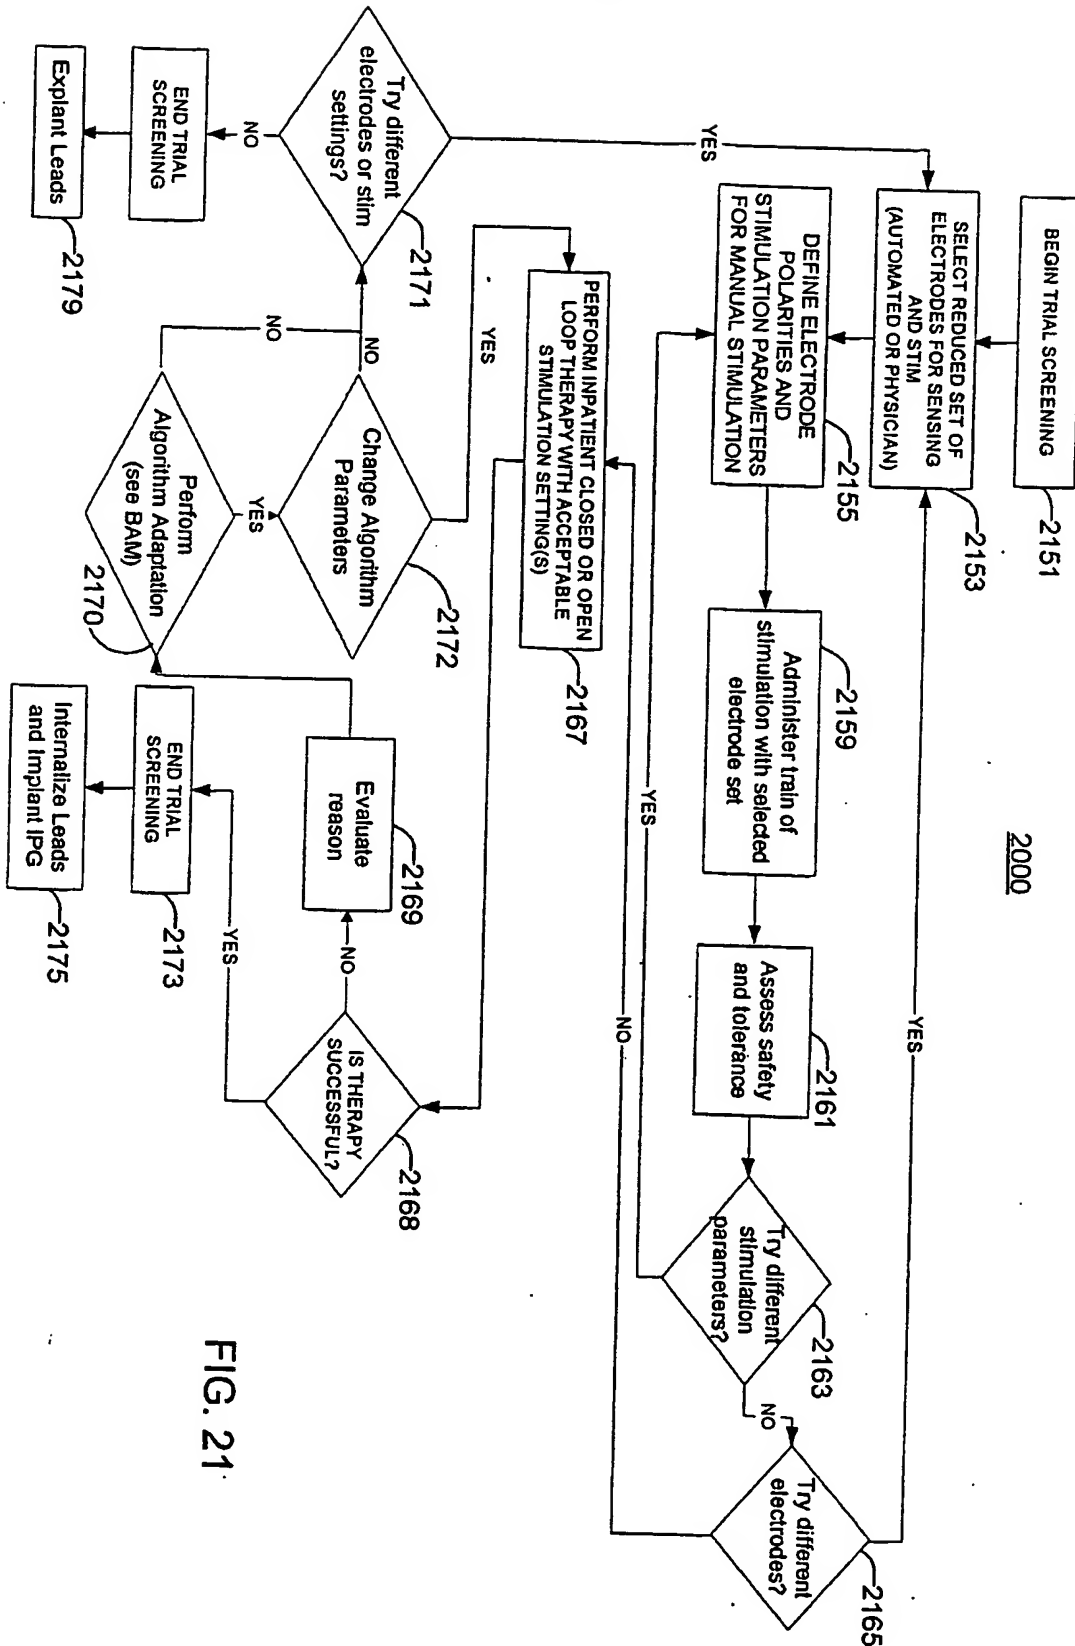 2000
BEGIN TRIAL SCREENING
2151
SELECT REDUCED SET OF
ELECTRODES FOR SENSING
AND STIM
(AUTOMATED OR PHYSICIAN)
2153
DEFINE ELECTRODE
POLARITIES AND
STIMULATION PARAMETERS
FOR MANUAL STIMULATION
2155
Administer train of
stimulation with selected
electrode set
2159
Assess safety
and tolerance
2161
Try different
stimulation
parameters?
2163
NO
Try different
electrodes?
2165
YES
YES
NO
PERFORM INPATIENT CLOSED OR OPEN
LOOP THERAPY WITH ACCEPTABLE
STIMULATION SETTING(S)
2167
IS THERAPY
SUCCESSFUL?
2168
NO
YES
Evaluate
reason
2169
Perform
Algorithm Adaptation
(see BAM)
2170
YES
NO
Change Algorithm
Parameters
2172
YES
NO
Try different
electrodes or stim
settings?
2171
YES
NO
END TRIAL
SCREENING
Explant Leads
2179
END TRIAL
SCREENING
2173
Internalize Leads
and Implant IPG
2175
FIG. 21